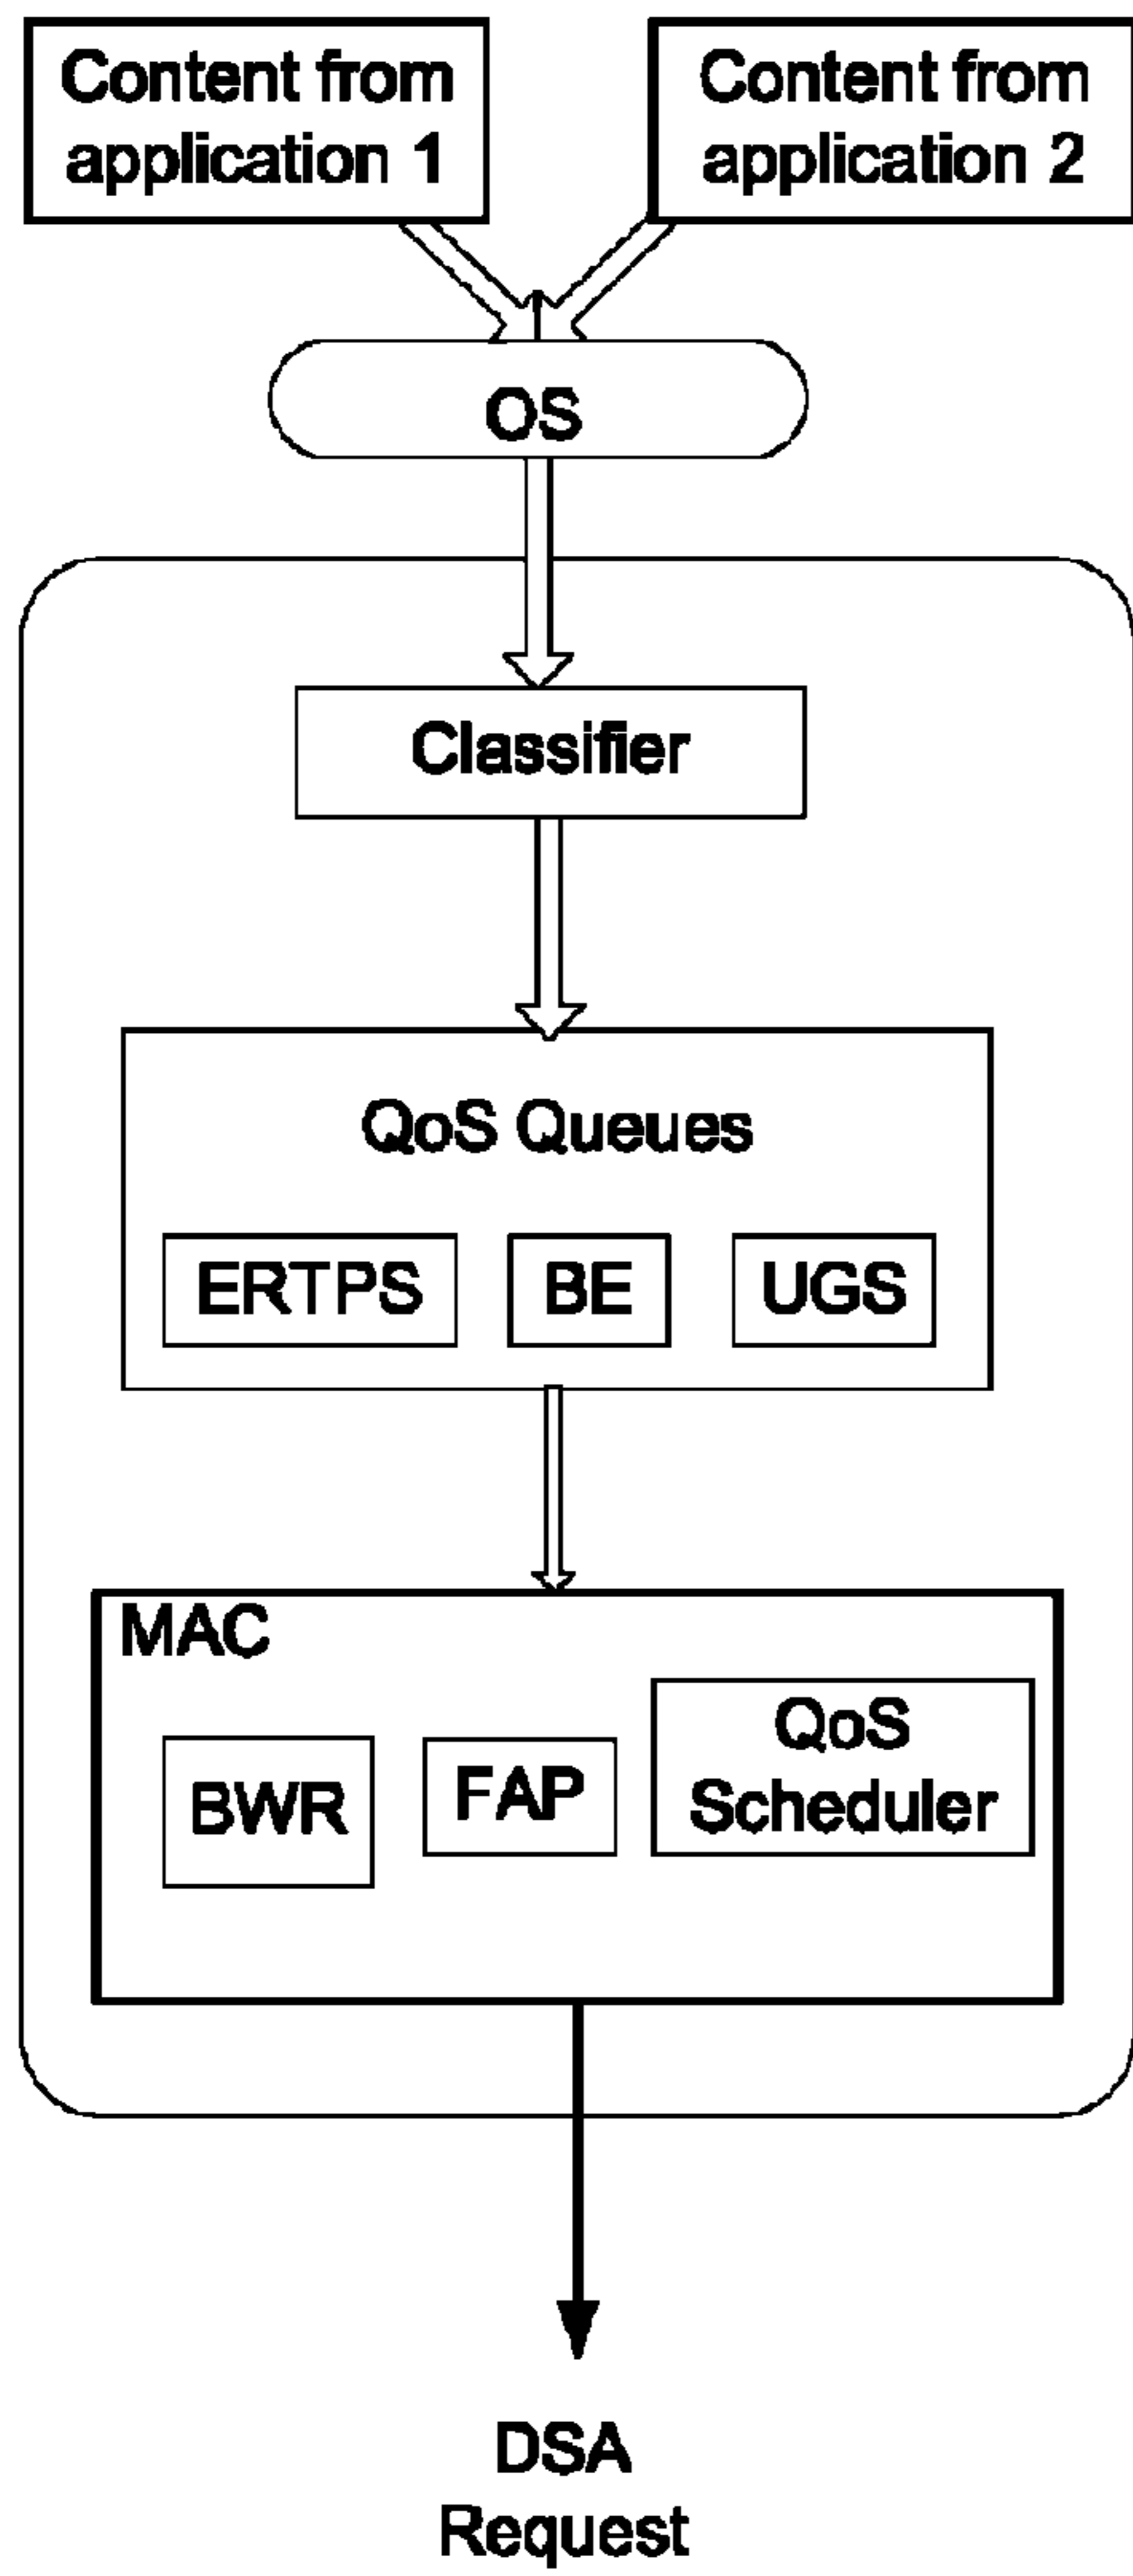 Content from
application 1
Content from
application 2
OS
Classifier
QoS Queues
ERTPS
BE
UGS
MAC
BWR
FAP
QoS
Scheduler
DSA
Request